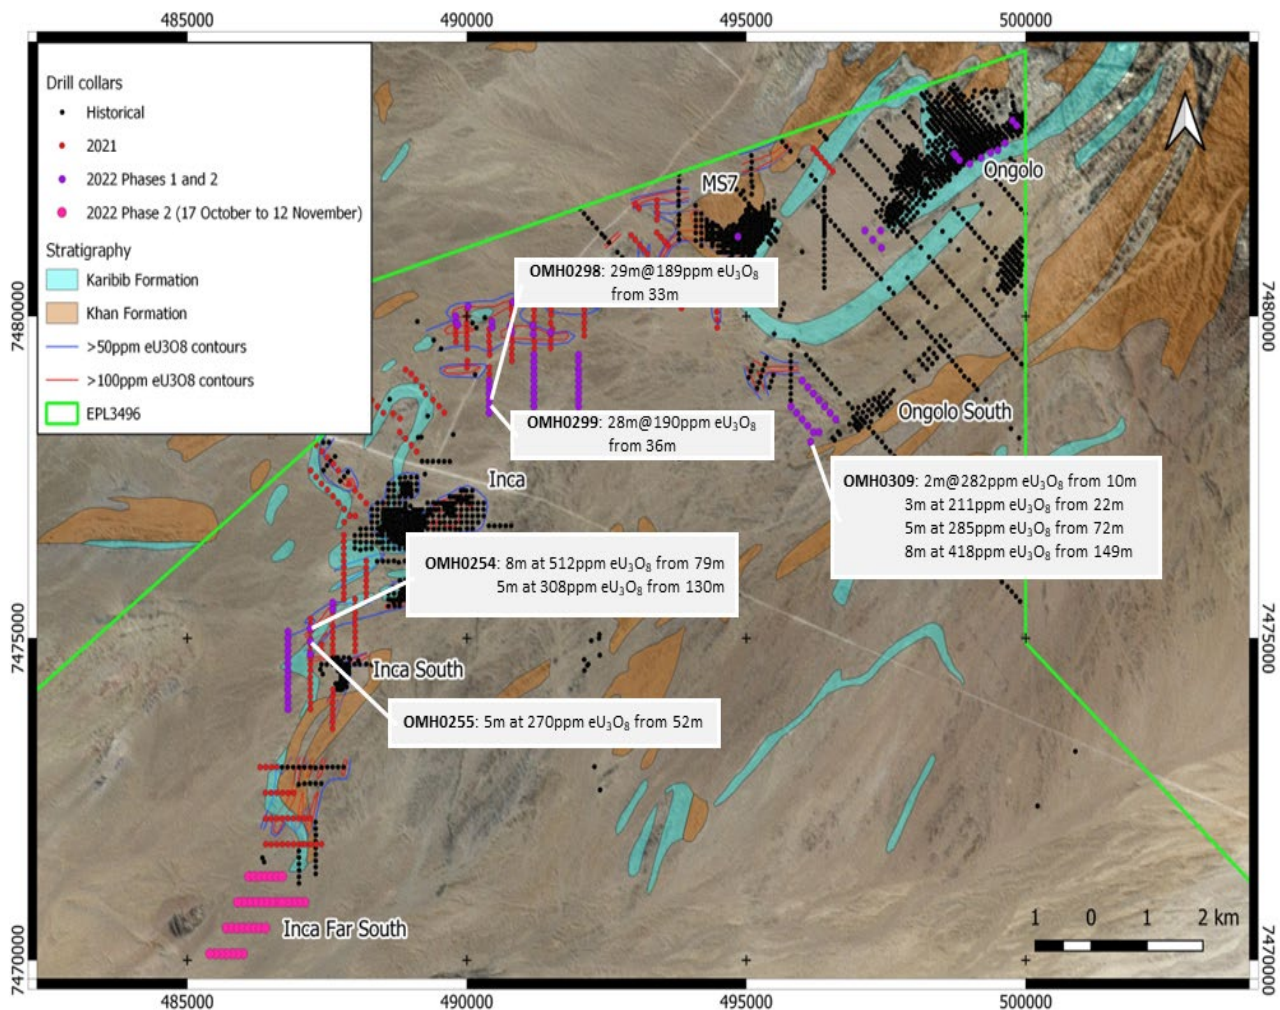 485000
490000
495000
500000
Drill collars
Historical
2021
2022 Phases 1 and 2
2022 Phase 2 (17 October to 12 November)
Stratigraphy
Karibib Formation
Khan Formation
>50ppm eU3O8 contours
>100ppm eU3O8 contours
EPL3496
MS7
Ongolo
OMH0298: 29m@189ppm eU₃O₈
from 33m
7480000
7480000
OMH0299: 28m@190ppm eU₃O₈
from 36m
Ongolo South
Inca
OMH0309: 2m@282ppm eU₃O₈ from 10m
3m at 211ppm eU₃O₈ from 22m
5m at 285ppm eU₃O₈ from 72m
8m at 418ppm eU₃O₈ from 149m
OMH0254: 8m at 512ppm eU₃O₈ from 79m
5m at 308ppm eU₃O₈ from 130m
7475000
7475000
Inca South
OMH0255: 5m at 270ppm eU₃O₈ from 52m
Inca Far South
1 0 1 2 km
7470000
7470000
485000
490000
495000
500000